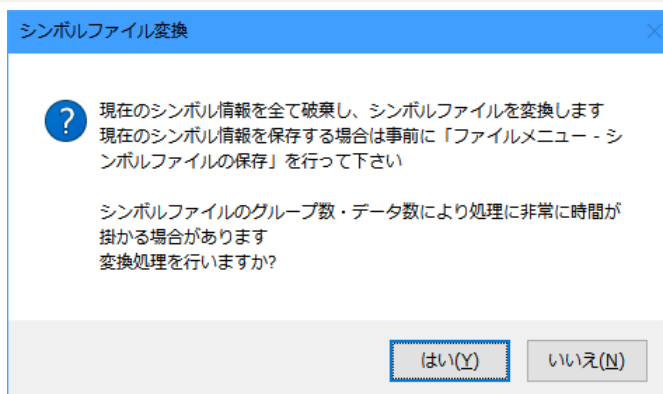 シンボルファイル変換
現在のシンボル情報を全て破棄し、シンボルファイルを変換します
現在のシンボル情報を保存する場合は事前に「ファイルメニュー - シ
ンボルファイルの保存」を行って下さい
シンボルファイルのグループ数・データ数により処理に非常に時間が
掛かる場合があります
変換処理を行いますか?
はい(Y)
いいえ(N)